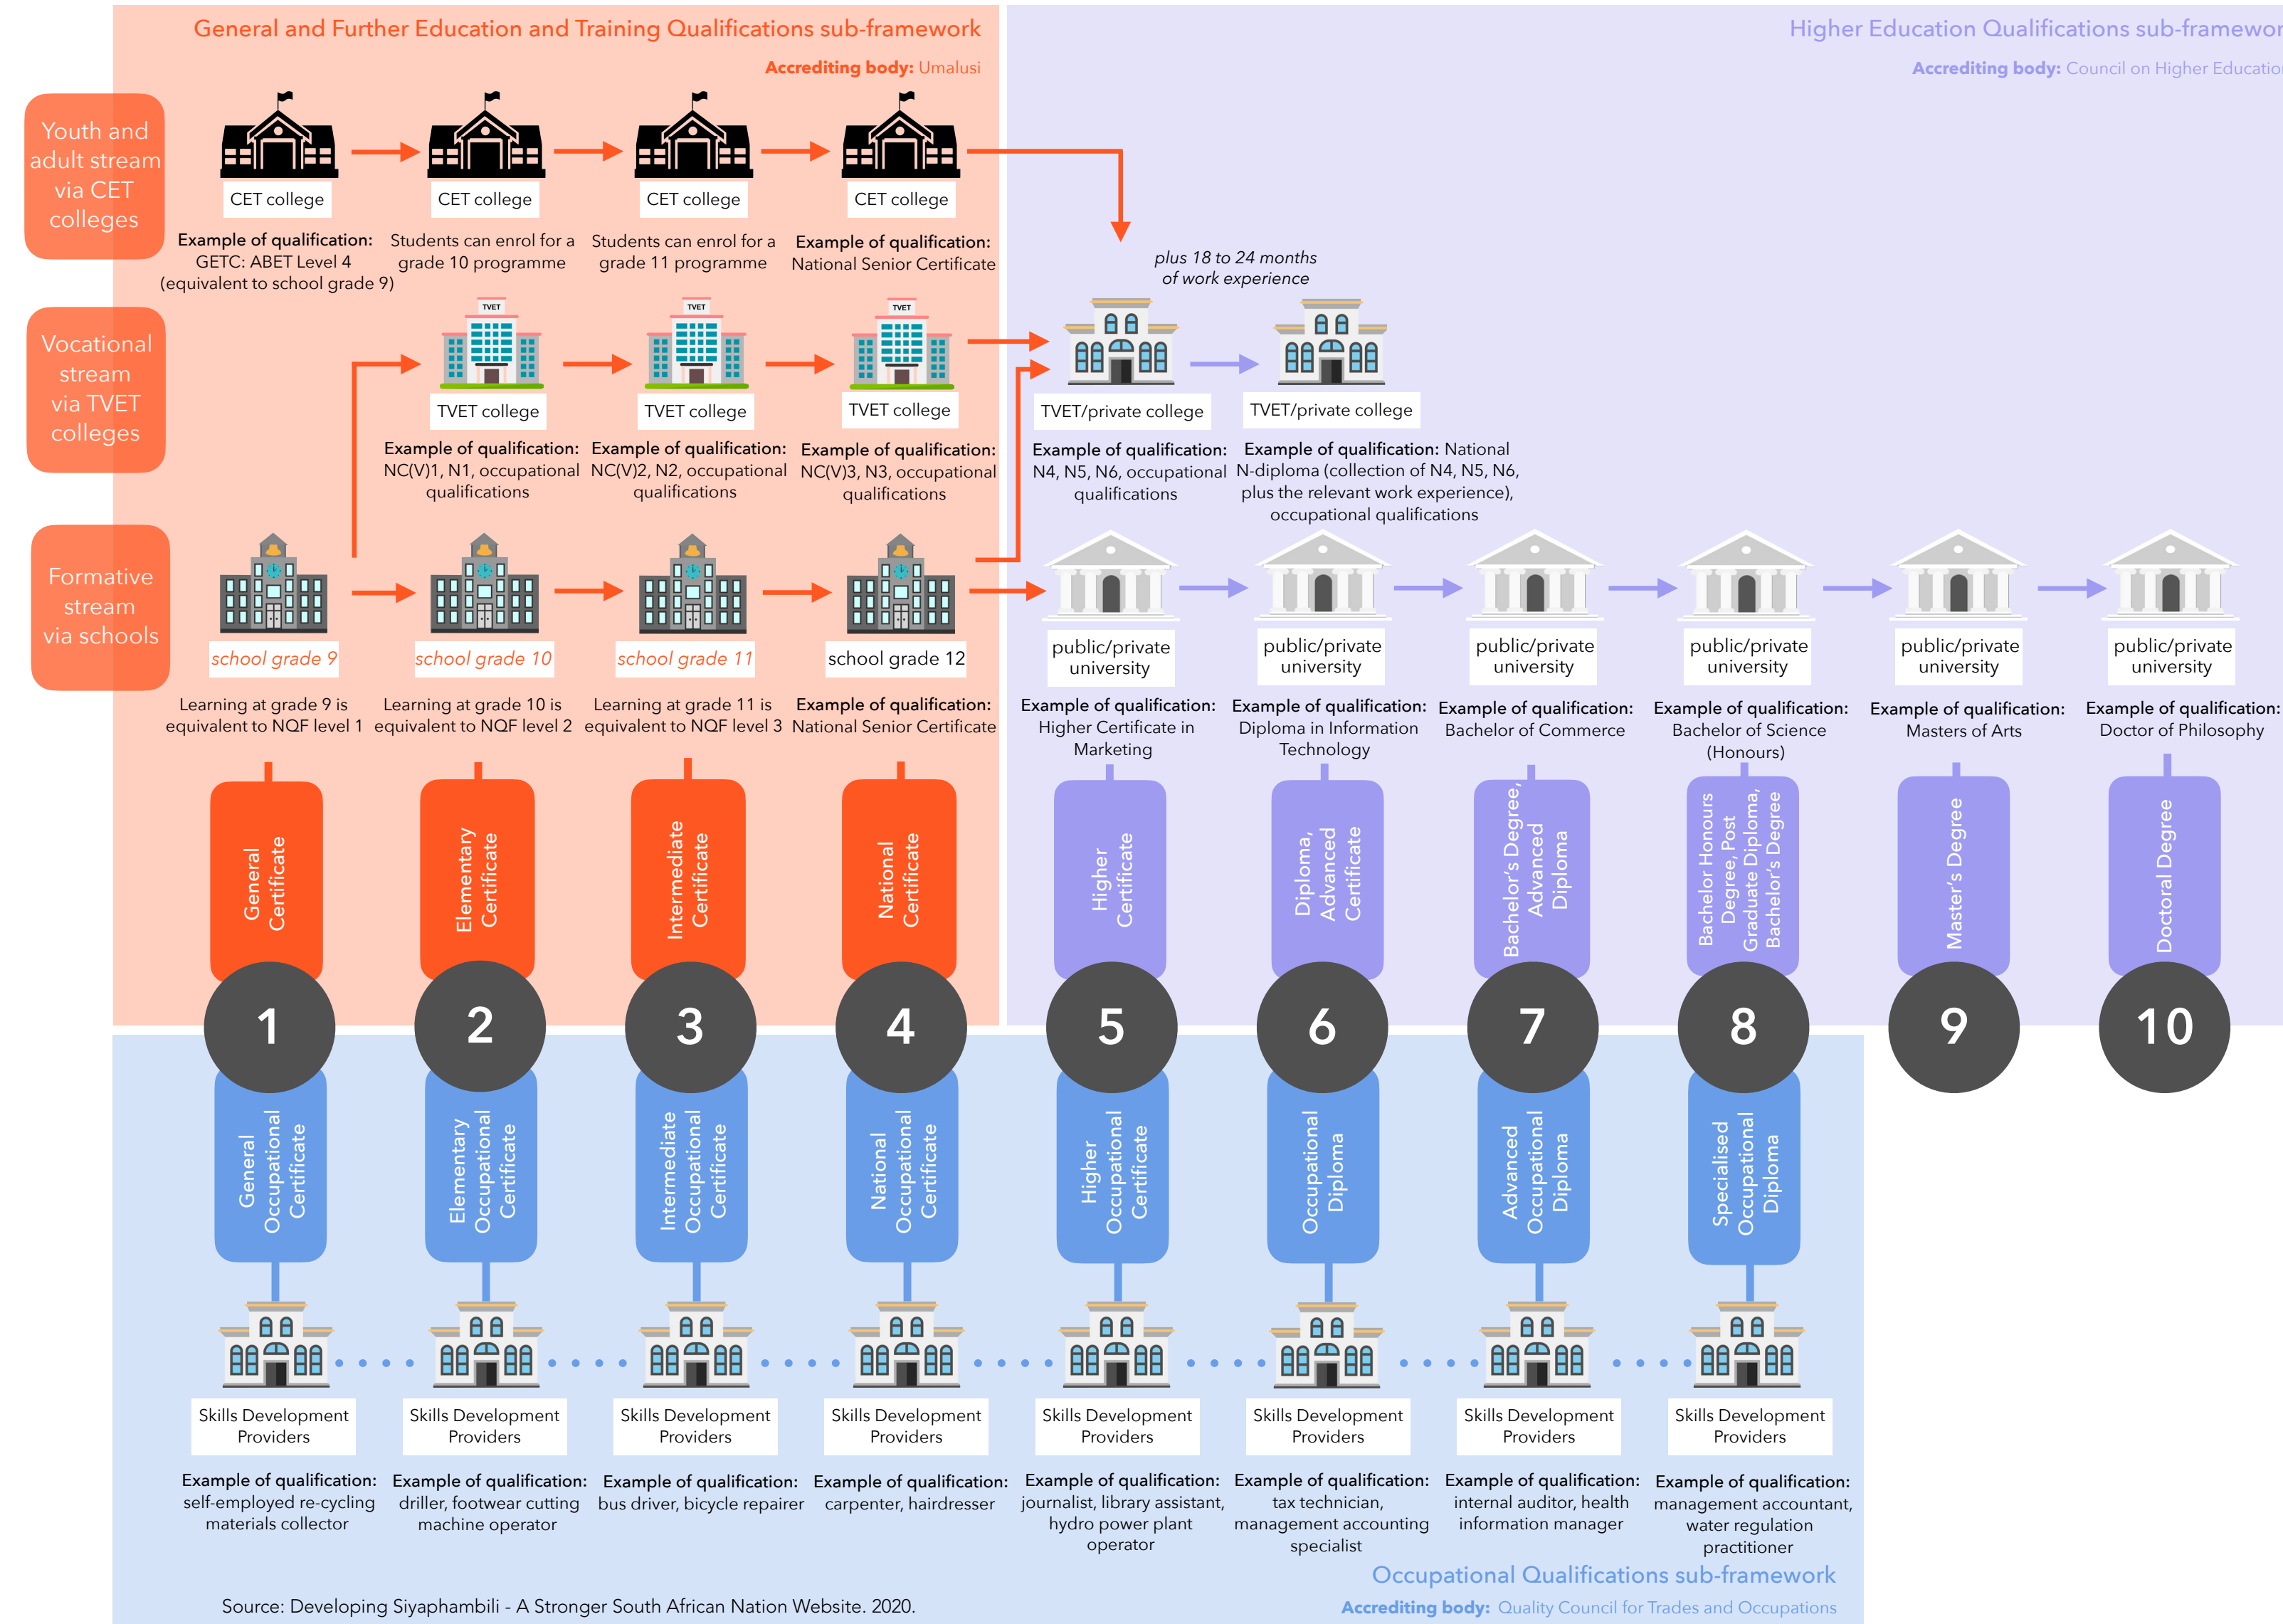 General and Further Education and Training Qualifications sub-framework
Accrediting body: Umalusi
Higher Education Qualifications sub-framewor
Accrediting body: Council on Higher Educatio
Youth and
adult stream
via CET
colleges
CET college
CET college
CET college
CET college
Example of qualification:
GETC: ABET Level 4
(equivalent to school grade 9)
Students can enrol for a
grade 10 programme
Students can enrol for a
grade 11 programme
Example of qualification:
National Senior Certificate
plus 18 to 24 months
of work experience
Vocational
stream
via TVET
colleges
TVET
TVET
TVET
TVET college
TVET college
TVET college
TVET/private college
TVET/private college
Example of qualification:
NC(V)1, N1, occupational
qualifications
Example of qualification:
NC(V)2, N2, occupational
qualifications
Example of qualification:
NC(V)3, N3, occupational
qualifications
Example of qualification:
N4, N5, N6, occupational
qualifications
Example of qualification: National
N-diploma (collection of N4, N5, N6,
plus the relevant work experience),
occupational qualifications
Formative
stream
via schools
school grade 9
school grade 10
school grade 11
school grade 12
public/private
university
public/private
university
public/private
university
public/private
university
public/private
university
public/private
university
Learning at grade 9 is
equivalent to NQF level 1
Learning at grade 10 is
equivalent to NQF level 2
Learning at grade 11 is
equivalent to NQF level 3
Example of qualification:
National Senior Certificate
Example of qualification:
Higher Certificate in
Marketing
Example of qualification:
Diploma in Information
Technology
Example of qualification:
Bachelor of Commerce
Example of qualification:
Bachelor of Science
(Honours)
Example of qualification:
Masters of Arts
Example of qualification:
Doctor of Philosophy
General
Certificate
Elementary
Certificate
Intermediate
Certificate
National
Certificate
Higher
Certificate
Diploma,
Advanced
Certificate
Bachelor's Degree,
Advanced
Diploma
Bachelor Honours
Degree, Post
Graduate Diploma,
Bachelor's Degree
Master's Degree
Doctoral Degree
1
2
3
4
5
6
7
8
9
10
General
Occupational
Certificate
Elementary
Occupational
Certificate
Intermediate
Occupational
Certificate
National
Occupational
Certificate
Higher
Occupational
Certificate
Occupational
Diploma
Advanced
Occupational
Diploma
Specialised
Occupational
Diploma
Skills Development
Providers
Skills Development
Providers
Skills Development
Providers
Skills Development
Providers
Skills Development
Providers
Skills Development
Providers
Skills Development
Providers
Skills Development
Providers
Example of qualification:
self-employed re-cycling
materials collector
Example of qualification:
driller, footwear cutting
machine operator
Example of qualification:
bus driver, bicycle repairer
Example of qualification:
carpenter, hairdresser
Example of qualification:
journalist, library assistant,
hydro power plant
operator
Example of qualification:
tax technician,
management accounting
specialist
Example of qualification:
internal auditor, health
information manager
Example of qualification:
management accountant,
water regulation
practitioner
Occupational Qualifications sub-framework
Accrediting body: Quality Council for Trades and Occupations
Source: Developing Siyaphambili - A Stronger South African Nation Website. 2020.